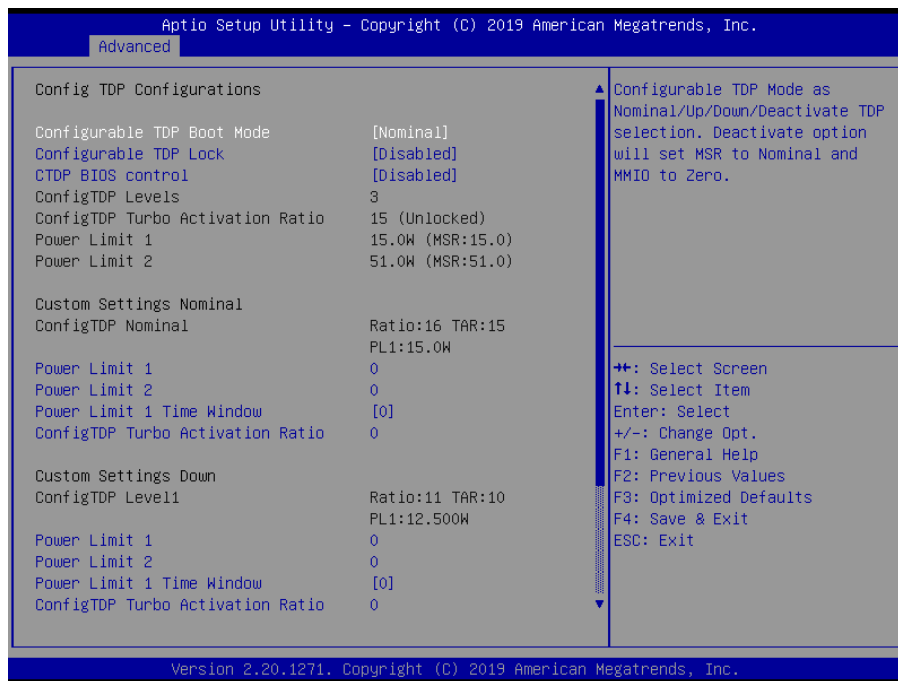 Aptio Setup Utility – Copyright (C) 2019 American Megatrends, Inc.
Advanced
Config TDP Configurations
Configurable TDP Boot Mode [Nominal]
Configurable TDP Lock [Disabled]
CTDP BIOS control [Disabled]
ConfigTDP Levels 3
ConfigTDP Turbo Activation Ratio 15 (Unlocked)
Power Limit 1 15.0W (MSR:15.0)
Power Limit 2 51.0W (MSR:51.0)
Custom Settings Nominal
ConfigTDP Nominal Ratio:16 TAR:15
PL1:15.0W
Power Limit 1 0
Power Limit 2 0
Power Limit 1 Time Window [0]
ConfigTDP Turbo Activation Ratio 0
Custom Settings Down
ConfigTDP Level1 Ratio:11 TAR:10
PL1:12.500W
Power Limit 1 0
Power Limit 2 0
Power Limit 1 Time Window [0]
ConfigTDP Turbo Activation Ratio 0
Configurable TDP Mode as
Nominal/Up/Down/Deactivate TDP
selection. Deactivate option
will set MSR to Nominal and
MMIO to Zero.
→←: Select Screen
↑↓: Select Item
Enter: Select
+/-: Change Opt.
F1: General Help
F2: Previous Values
F3: Optimized Defaults
F4: Save & Exit
ESC: Exit
Version 2.20.1271. Copyright (C) 2019 American Megatrends, Inc.